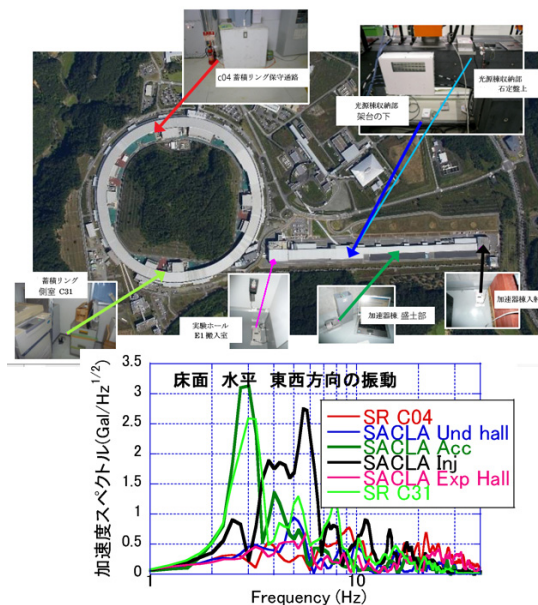 c04 蓄積リング保守通路
光源棟収納部
石定盤上
光源棟収納部
架台の下
蓄積リング
側室 C31
実験ホール
E1 搬入室
加速器棟 盛土部
加速器棟入射
床面 水平 東西方向の振動
加速度スペクトル(Gal/Hz^1/2)
3.5
3
2.5
2
1.5
1
0.5
0
SR C04
SACLA Und hall
SACLA Acc
SACLA Inj
SACLA Exp Hall
SR C31
1
10
Frequency (Hz)